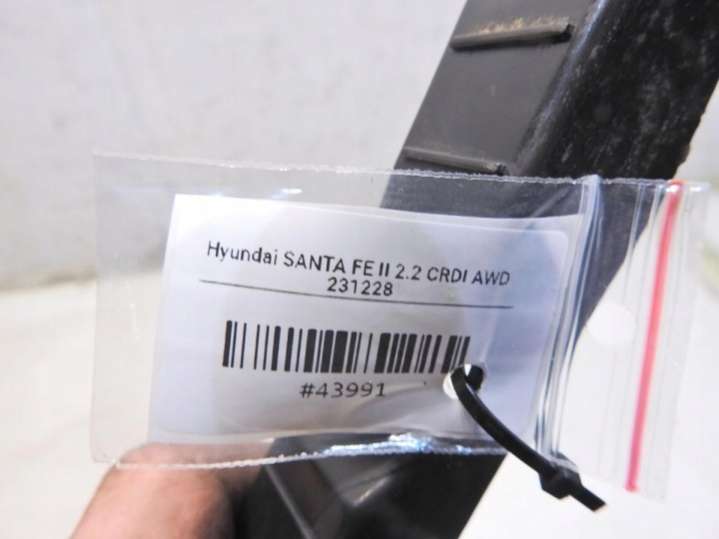 Hyundai SANTA FE II 2.2 CRDI AWD
231228
#43991